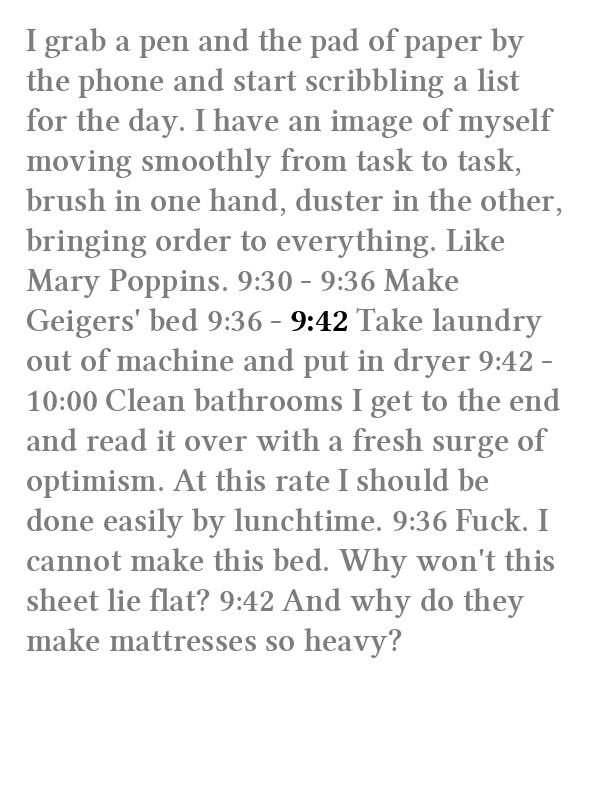 I grab a pen and the pad of paper by
the phone and start scribbling a list
for the day. I have an image of myself
moving smoothly from task to task,
brush in one hand, duster in the other,
bringing order to everything. Like
Mary Poppins. 9:30 - 9:36 Make
Geigers' bed 9:36 - 9:42 Take laundry
out of machine and put in dryer 9:42 -
10:00 Clean bathrooms I get to the end
and read it over with a fresh surge of
optimism. At this rate I should be
done easily by lunchtime. 9:36 Fuck. I
cannot make this bed. Why won't this
sheet lie flat? 9:42 And why do they
make mattresses so heavy?